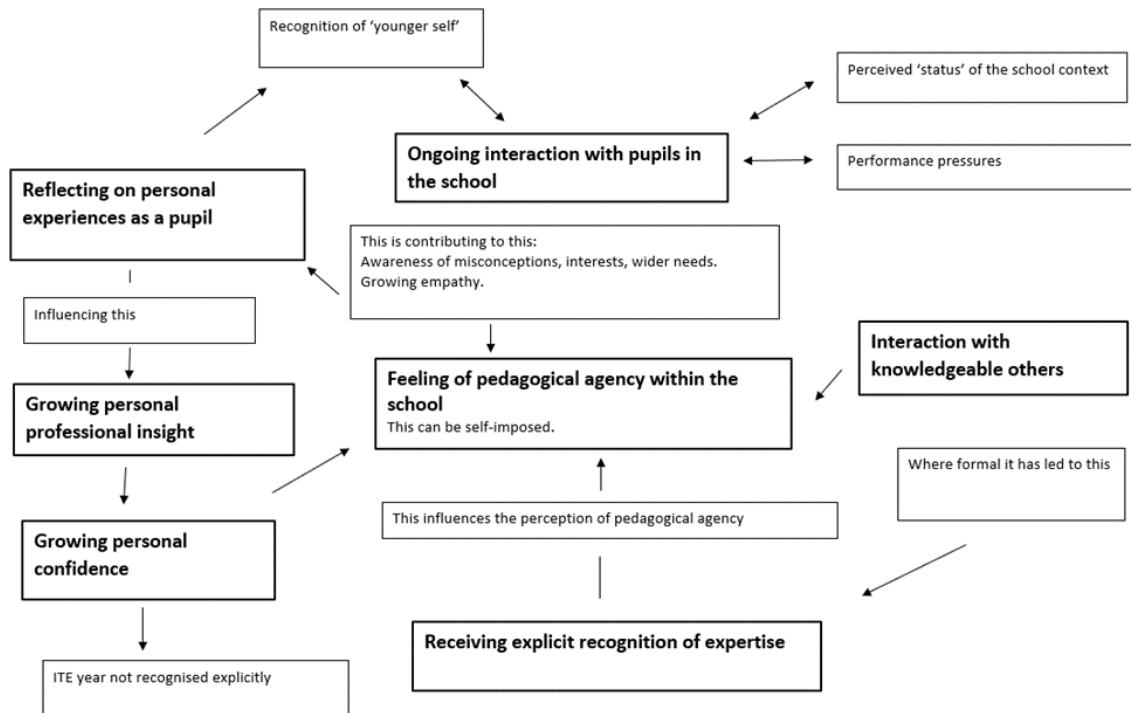 Recognition of ‘younger self’
Perceived ‘status’ of the school context
Ongoing interaction with pupils in
the school
Performance pressures
Reflecting on personal
experiences as a pupil
This is contributing to this:
Awareness of misconceptions, interests, wider needs.
Growing empathy.
Influencing this
Interaction with
knowledgeable others
Feeling of pedagogical agency within the
school
This can be self-imposed.
Growing personal
professional insight
Where formal it has led to this
This influences the perception of pedagogical agency
Growing personal
confidence
Receiving explicit recognition of expertise
ITE year not recognised explicitly